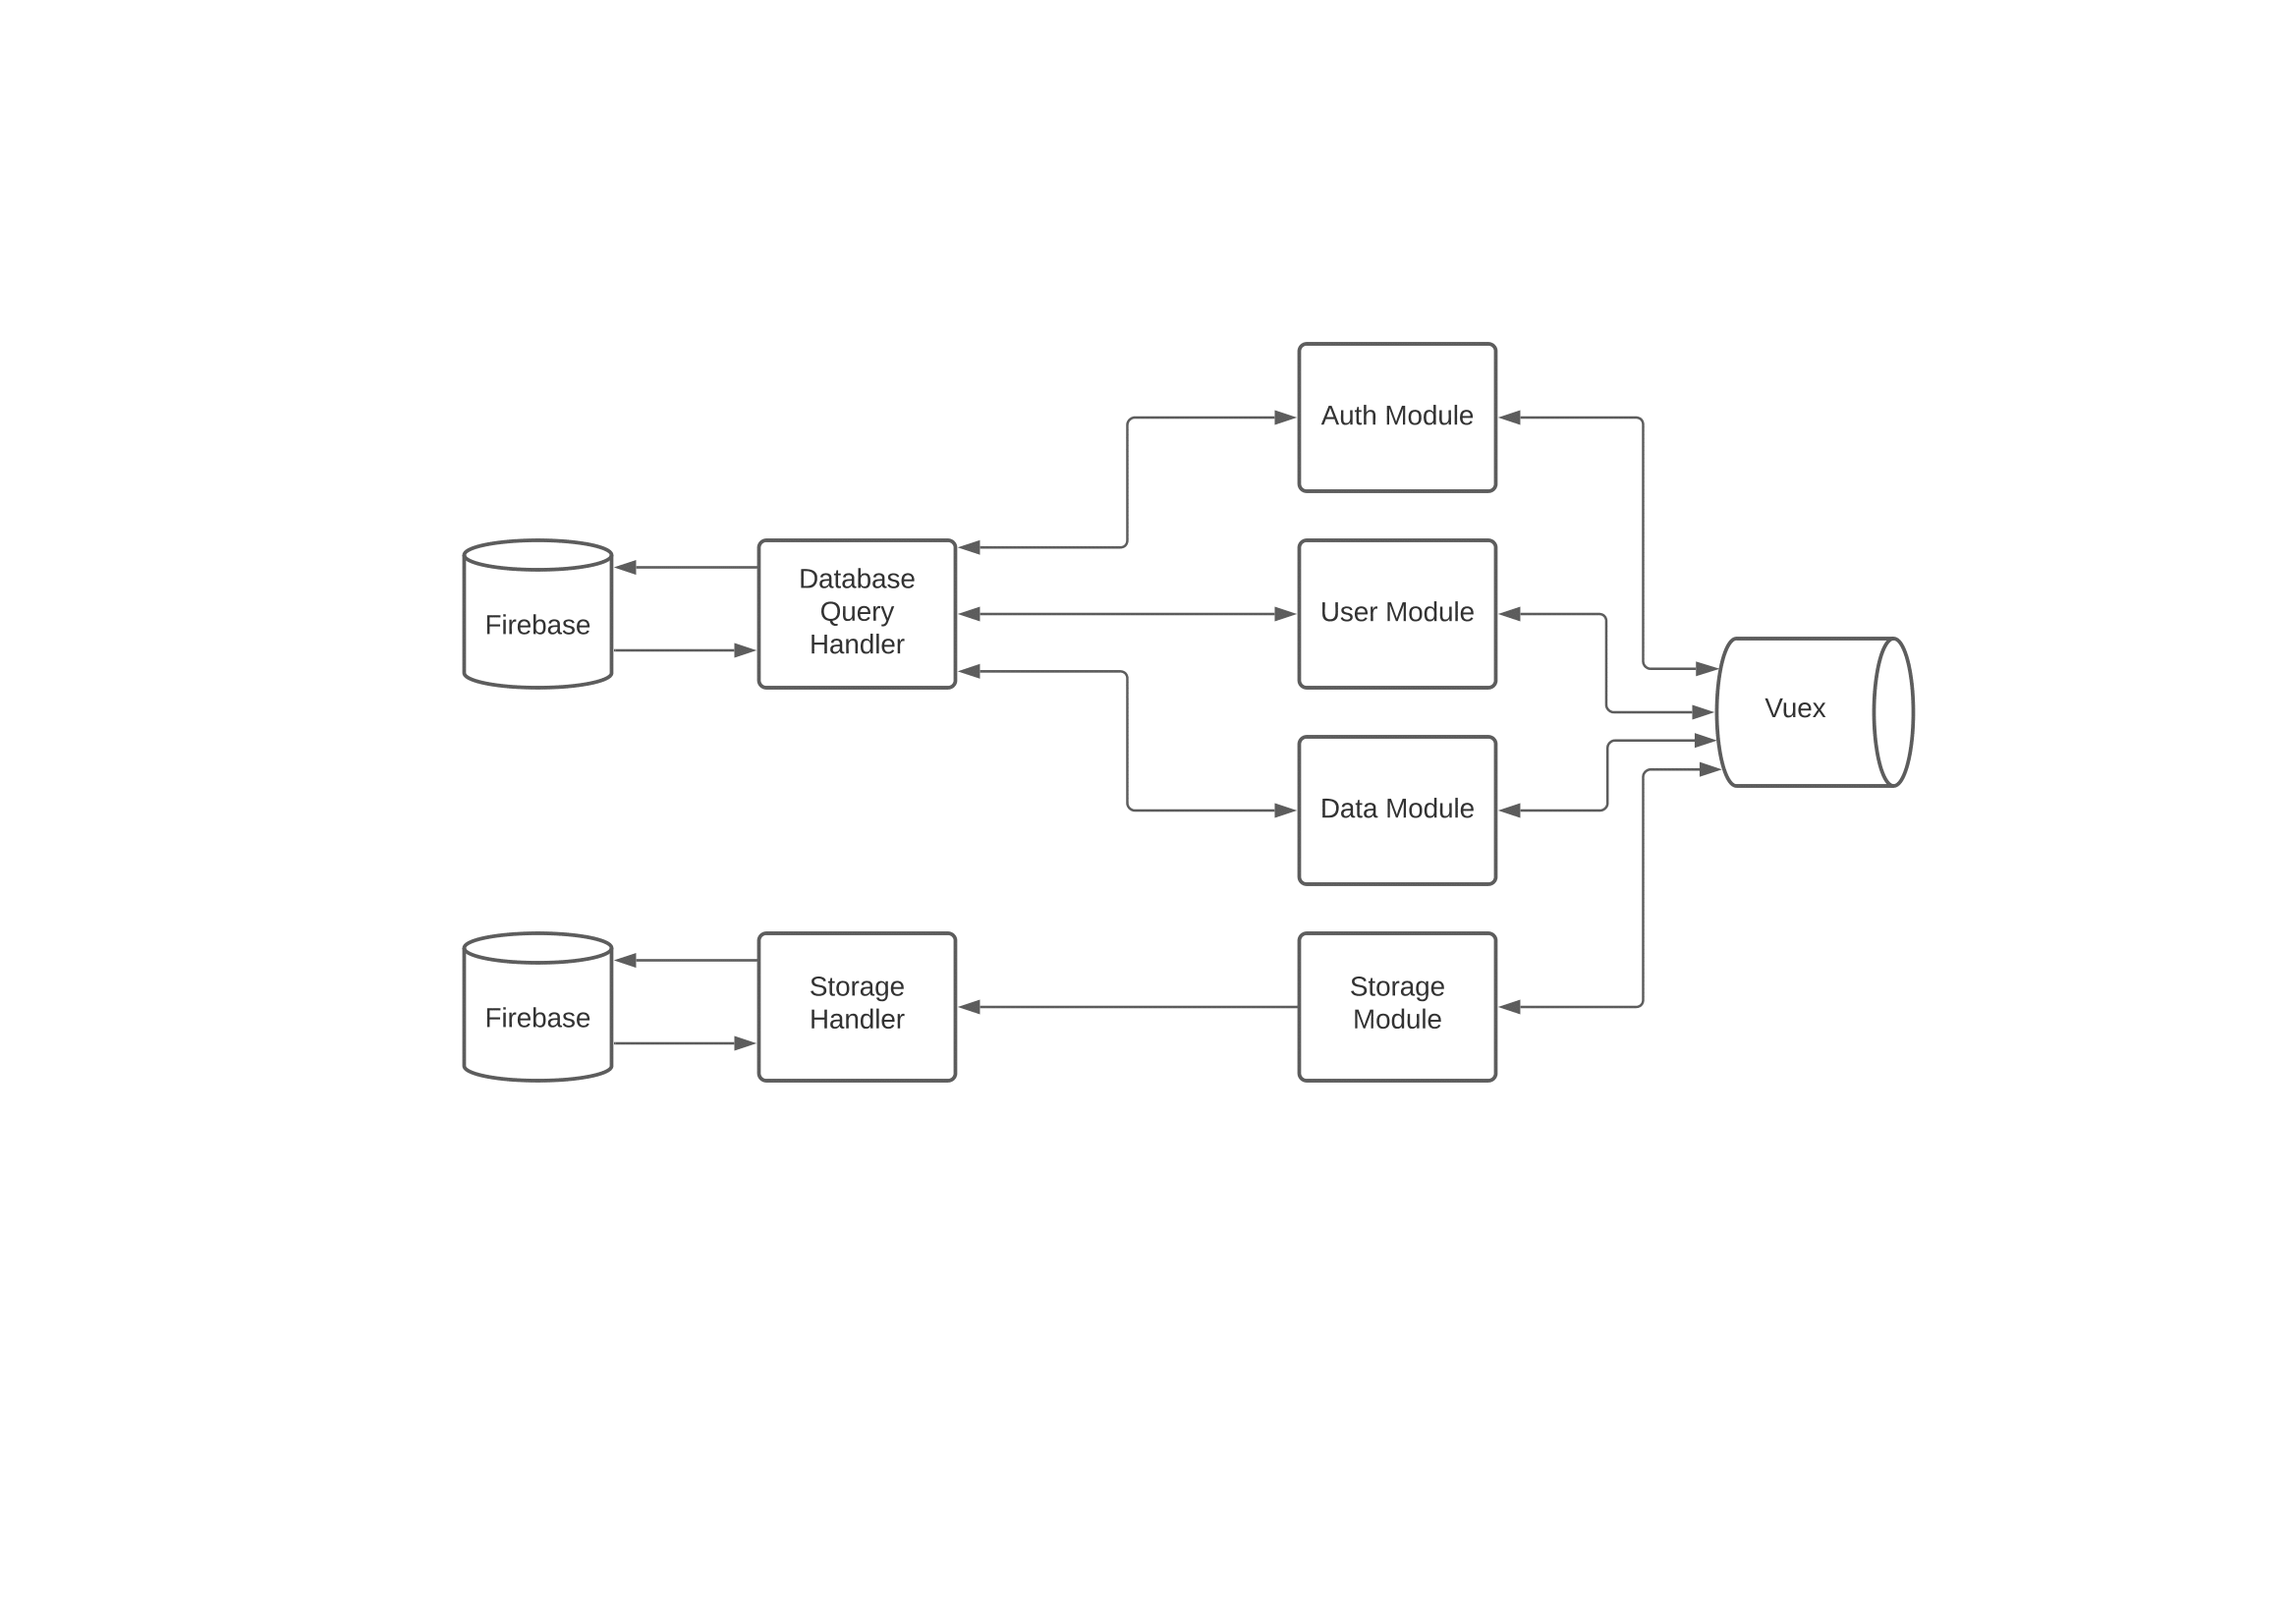 Auth Module
Firebase
Database
Query
Handler
User Module
Vuex
Data Module
Firebase
Storage
Handler
Storage
Module